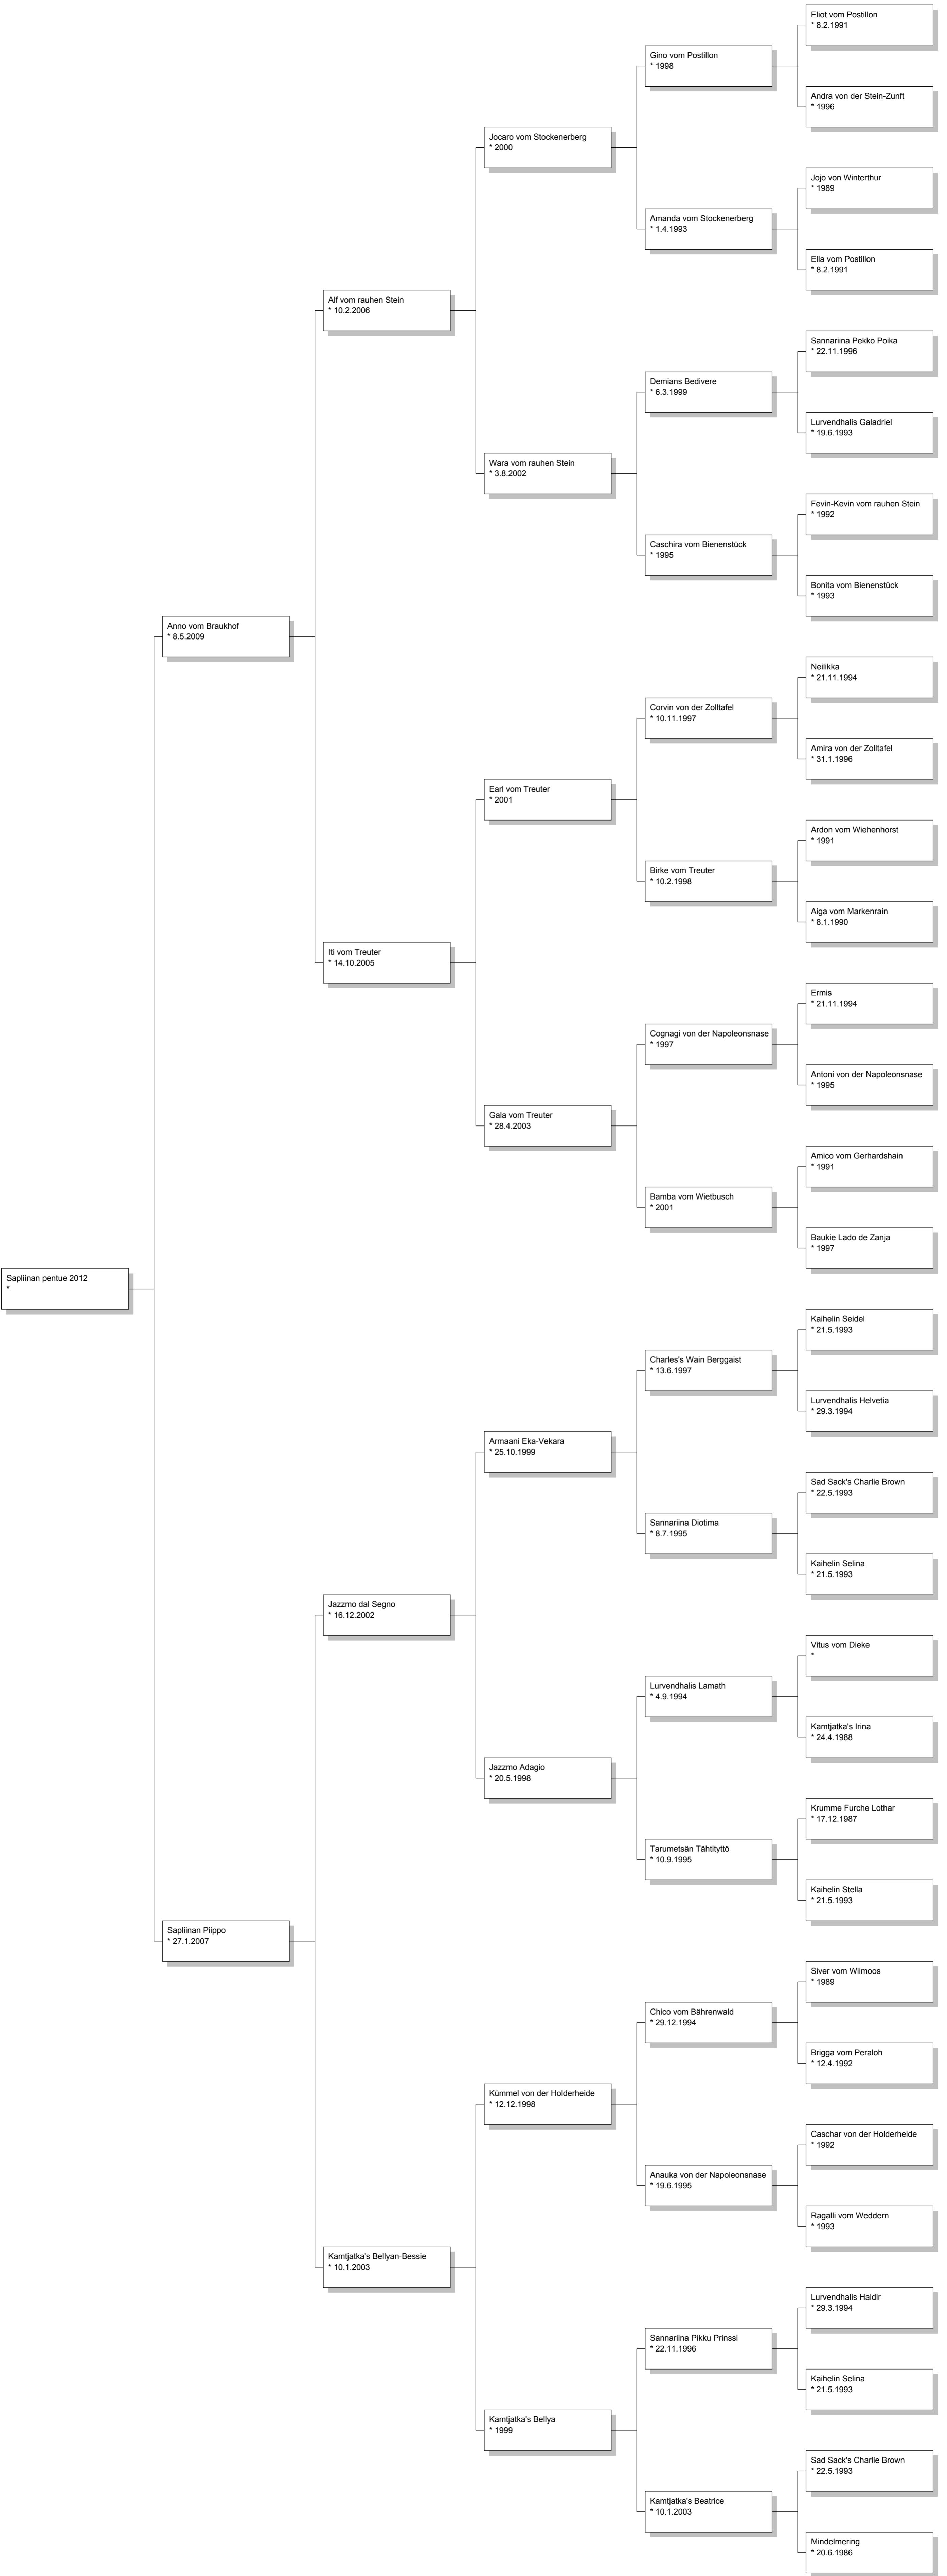 Eliot vom Postillon
* 8.2.1991
Gino vom Postillon
* 1998
Andra von der Stein-Zunft
* 1996
Jocaro vom Stockenerberg
* 2000
Jojo von Winterthur
* 1989
Amanda vom Stockenerberg
* 1.4.1993
Ella vom Postillon
* 8.2.1991
Alf vom rauhen Stein
* 10.2.2006
Sannariina Pekko Poika
* 22.11.1996
Demians Bedivere
* 6.3.1999
Lurvendhalis Galadriel
* 19.6.1993
Wara vom rauhen Stein
* 3.8.2002
Fevin-Kevin vom rauhen Stein
* 1992
Caschira vom Bienenstück
* 1995
Bonita vom Bienenstück
* 1993
Anno vom Braukhof
* 8.5.2009
Neilikka
* 21.11.1994
Corvin von der Zolltafel
* 10.11.1997
Amira von der Zolltafel
* 31.1.1996
Earl vom Treuter
* 2001
Ardon vom Wiehenhorst
* 1991
Birke vom Treuter
* 10.2.1998
Aiga vom Markenrain
* 8.1.1990
Iti vom Treuter
* 14.10.2005
Ermis
* 21.11.1994
Cognagi von der Napoleonsnase
* 1997
Antoni von der Napoleonsnase
* 1995
Gala vom Treuter
* 28.4.2003
Amico vom Gerhardshain
* 1991
Bamba vom Wietbusch
* 2001
Baukie Lado de Zanja
* 1997
Sapliinan pentue 2012
*
Kaihelin Seidel
* 21.5.1993
Charles's Wain Berggaist
* 13.6.1997
Lurvendhalis Helvetia
* 29.3.1994
Armaani Eka-Vekara
* 25.10.1999
Sad Sack's Charlie Brown
* 22.5.1993
Sannariina Diotima
* 8.7.1995
Kaihelin Selina
* 21.5.1993
Jazzmo dal Segno
* 16.12.2002
Vitus vom Dieke
*
Lurvendhalis Lamath
* 4.9.1994
Kamtjatka's Irina
* 24.4.1988
Jazzmo Adagio
* 20.5.1998
Krumme Furche Lothar
* 17.12.1987
Tarumetsän Tähtityttö
* 10.9.1995
Kaihelin Stella
* 21.5.1993
Sapliinan Piippo
* 27.1.2007
Siver vom Wiimoos
* 1989
Chico vom Bährenwald
* 29.12.1994
Brigga vom Peraloh
* 12.4.1992
Kümmel von der Holderheide
* 12.12.1998
Caschar von der Holderheide
* 1992
Anauka von der Napoleonsnase
* 19.6.1995
Ragalli vom Weddern
* 1993
Kamtjatka's Bellyan-Bessie
* 10.1.2003
Lurvendhalis Haldir
* 29.3.1994
Sannariina Pikku Prinssi
* 22.11.1996
Kaihelin Selina
* 21.5.1993
Kamtjatka's Bellya
* 1999
Sad Sack's Charlie Brown
* 22.5.1993
Kamtjatka's Beatrice
* 10.1.2003
Mindelmering
* 20.6.1986